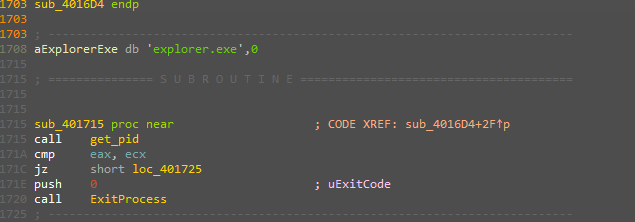 1703 sub_4016D4 endp
1703
1703 ; ---------------------------------------------------------------------------
1708 aExplorerExe db 'explorer.exe',0
1715
1715 ; =============== S U B R O U T I N E =======================================
1715
1715
1715 sub_401715 proc near ; CODE XREF: sub_4016D4+2F↑p
1715 call get_pid
171A cmp eax, ecx
171C jz short loc_401725
171E push 0 ; uExitCode
1720 call ExitProcess
1725 ; ---------------------------------------------------------------------------